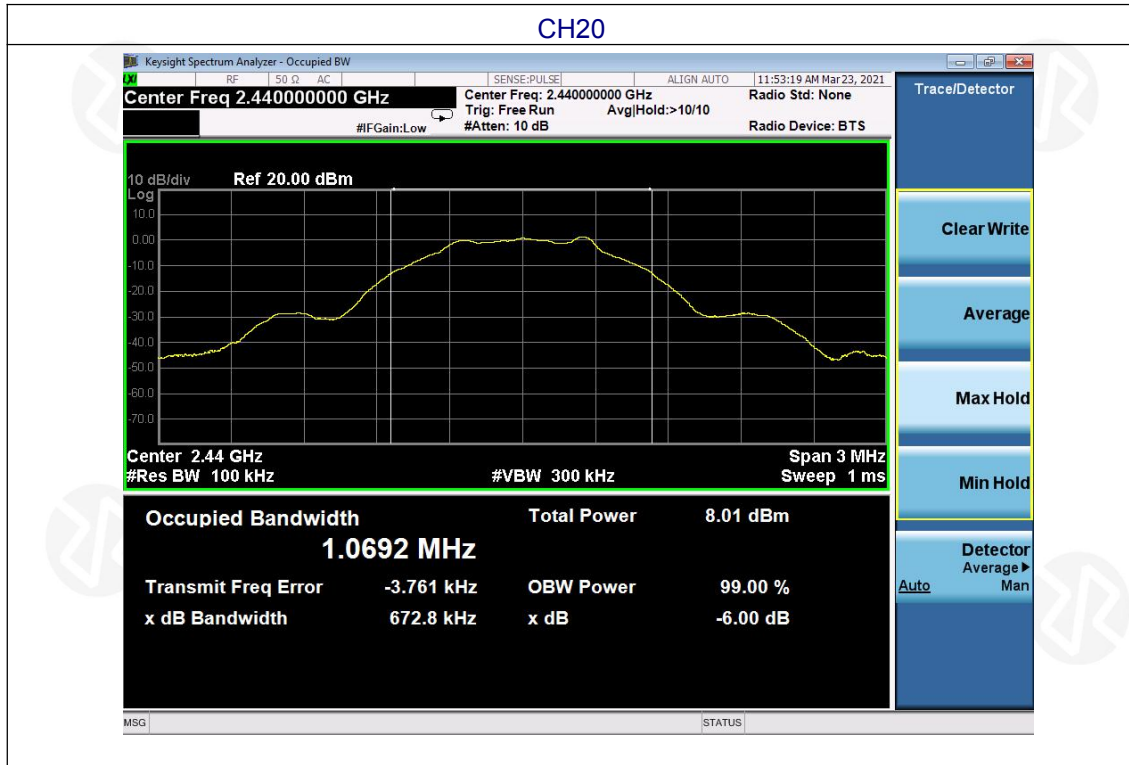 CH20
Keysight Spectrum Analyzer - Occupied BW
LXI RF 50 Ω AC SENSE:PULSE ALIGN AUTO 11:53:19 AM Mar 23, 2021
Center Freq 2.440000000 GHz
Center Freq: 2.440000000 GHz Radio Std: None
Trig: Free Run Avg|Hold:>10/10
#IFGain:Low #Atten: 10 dB Radio Device: BTS
10 dB/div Ref 20.00 dBm
Log
10.0
0.00
-10.0
-20.0
-30.0
-40.0
-50.0
-60.0
-70.0
Center 2.44 GHz Span 3 MHz
#Res BW 100 kHz #VBW 300 kHz Sweep 1 ms
Occupied Bandwidth Total Power 8.01 dBm
1.0692 MHz
Transmit Freq Error -3.761 kHz OBW Power 99.00 %
x dB Bandwidth 672.8 kHz x dB -6.00 dB
MSG STATUS
Trace/Detector
Clear Write
Average
Max Hold
Min Hold
Detector
Average
Auto Man